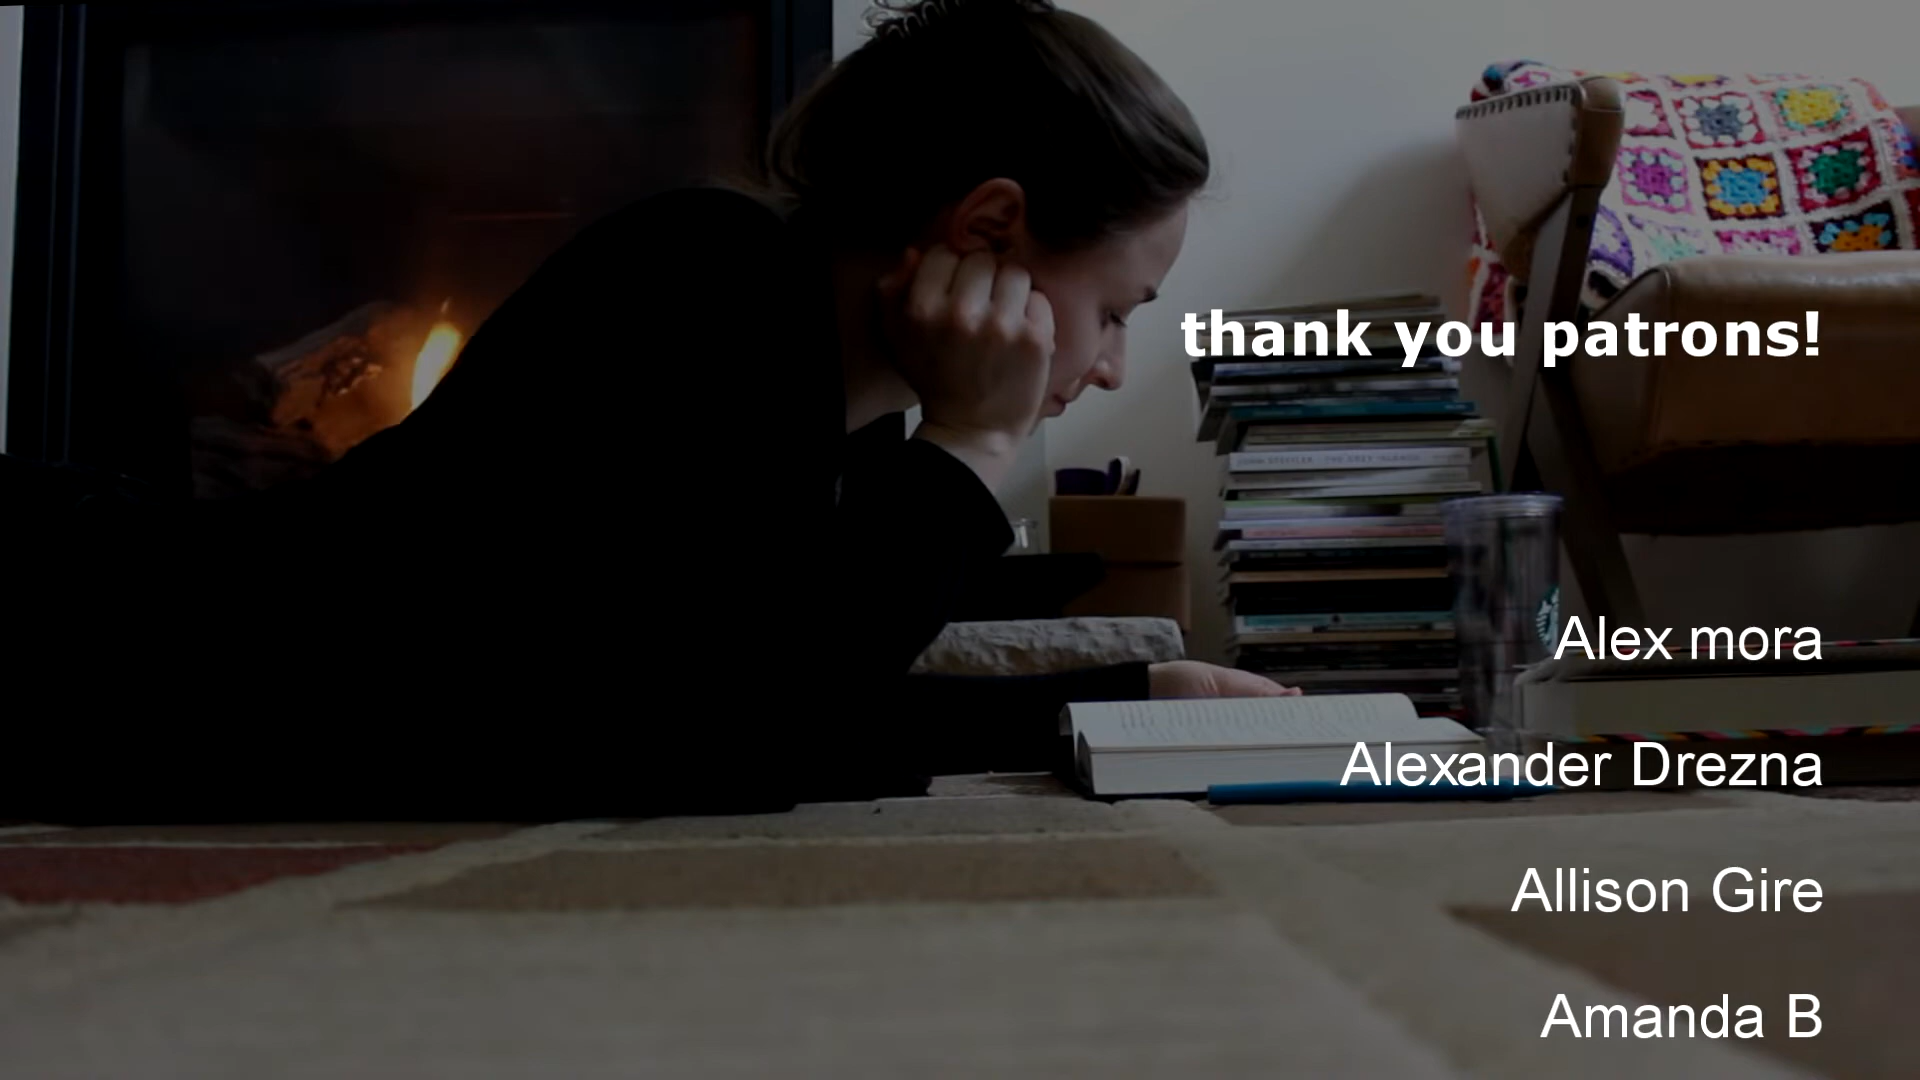 thank you patrons!
Alex mora
Alexander Drezna
Allison Gire
Amanda B